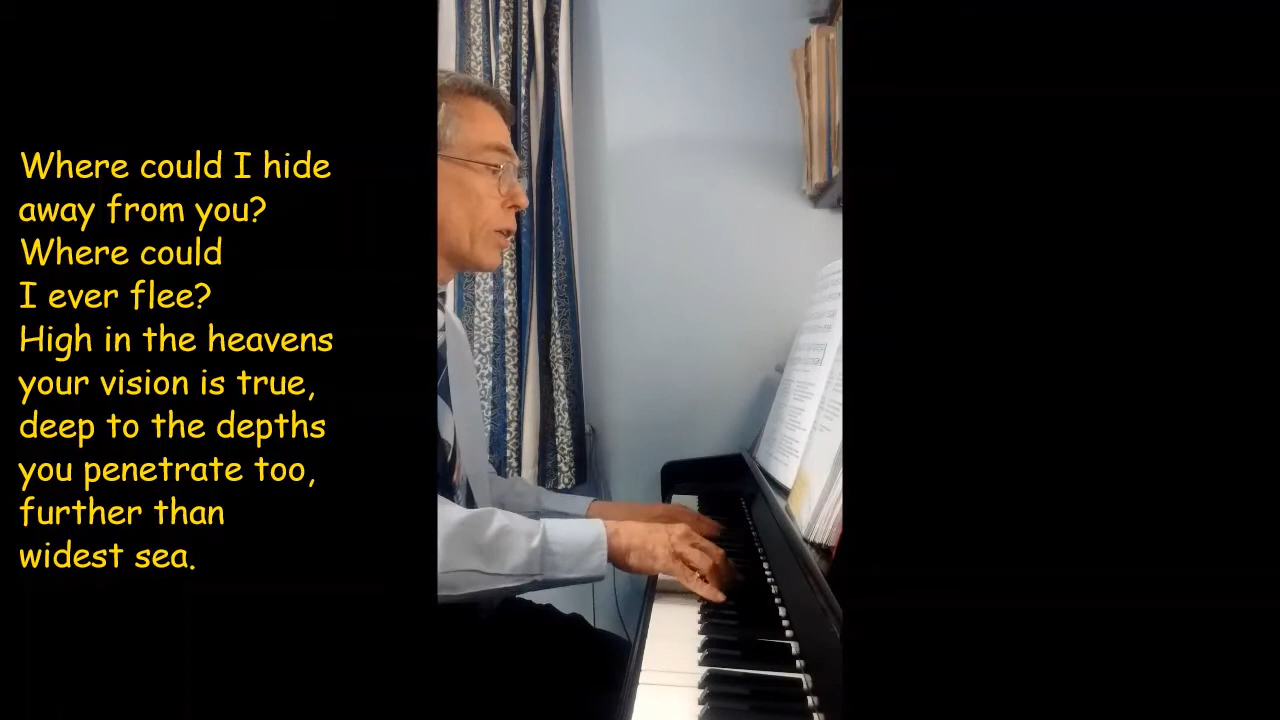 Where could I hide
away from you?
Where could
I ever flee?
High in the heavens
your vision is true,
deep to the depths
you penetrate too,
further than
widest sea.